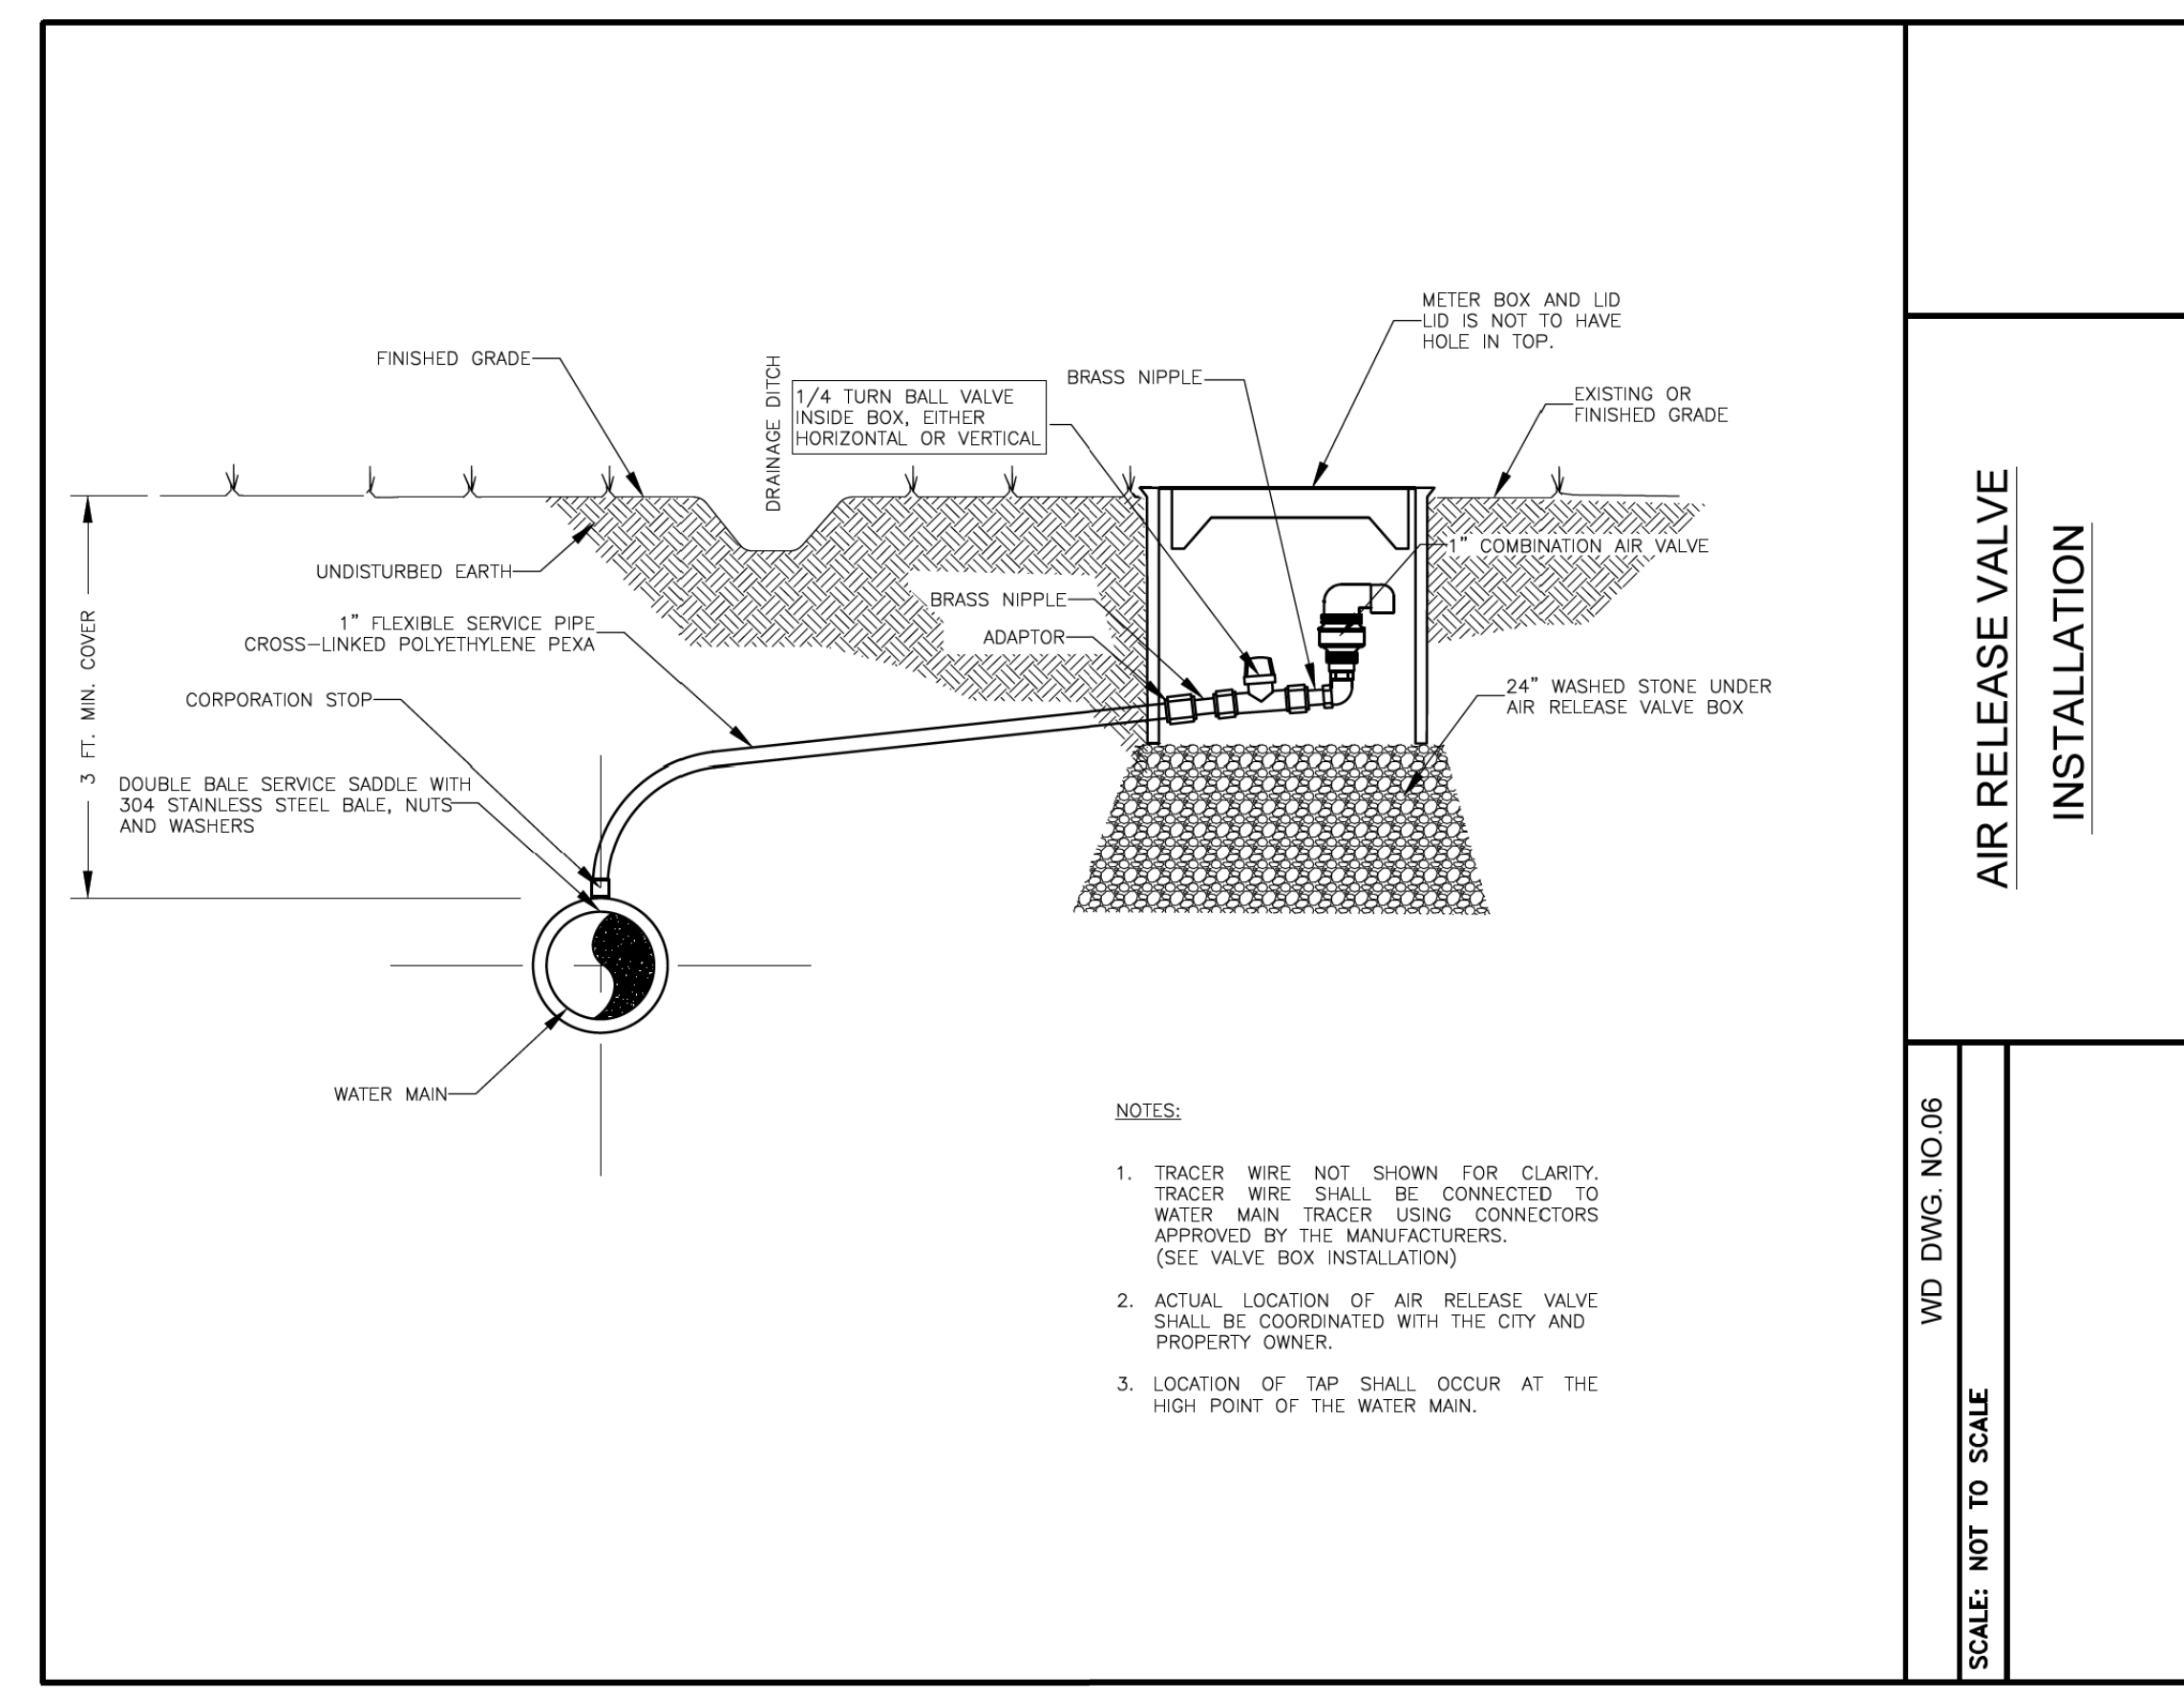 METER BOX AND LID
LID IS NOT TO HAVE
HOLE IN TOP.
FINISHED GRADE
DRAINAGE DITCH
1/4 TURN BALL VALVE
INSIDE BOX, EITHER
HORIZONTAL OR VERTICAL
BRASS NIPPLE
EXISTING OR
FINISHED GRADE
1" COMBINATION AIR VALVE
UNDISTURBED EARTH
BRASS NIPPLE
1" FLEXIBLE SERVICE PIPE
CROSS-LINKED POLYETHYLENE PEXA
ADAPTOR
3 FT. MIN. COVER
CORPORATION STOP
24" WASHED STONE UNDER
AIR RELEASE VALVE BOX
DOUBLE BALE SERVICE SADDLE WITH
304 STAINLESS STEEL BALE, NUTS
AND WASHERS
WATER MAIN
NOTES:
1. TRACER WIRE NOT SHOWN FOR CLARITY.
TRACER WIRE SHALL BE CONNECTED TO
WATER MAIN TRACER USING CONNECTORS
APPROVED BY THE MANUFACTURERS.
(SEE VALVE BOX INSTALLATION)
2. ACTUAL LOCATION OF AIR RELEASE VALVE
SHALL BE COORDINATED WITH THE CITY AND
PROPERTY OWNER.
3. LOCATION OF TAP SHALL OCCUR AT THE
HIGH POINT OF THE WATER MAIN.
AIR RELEASE VALVE
INSTALLATION
WD DWG. NO.06
SCALE: NOT TO SCALE